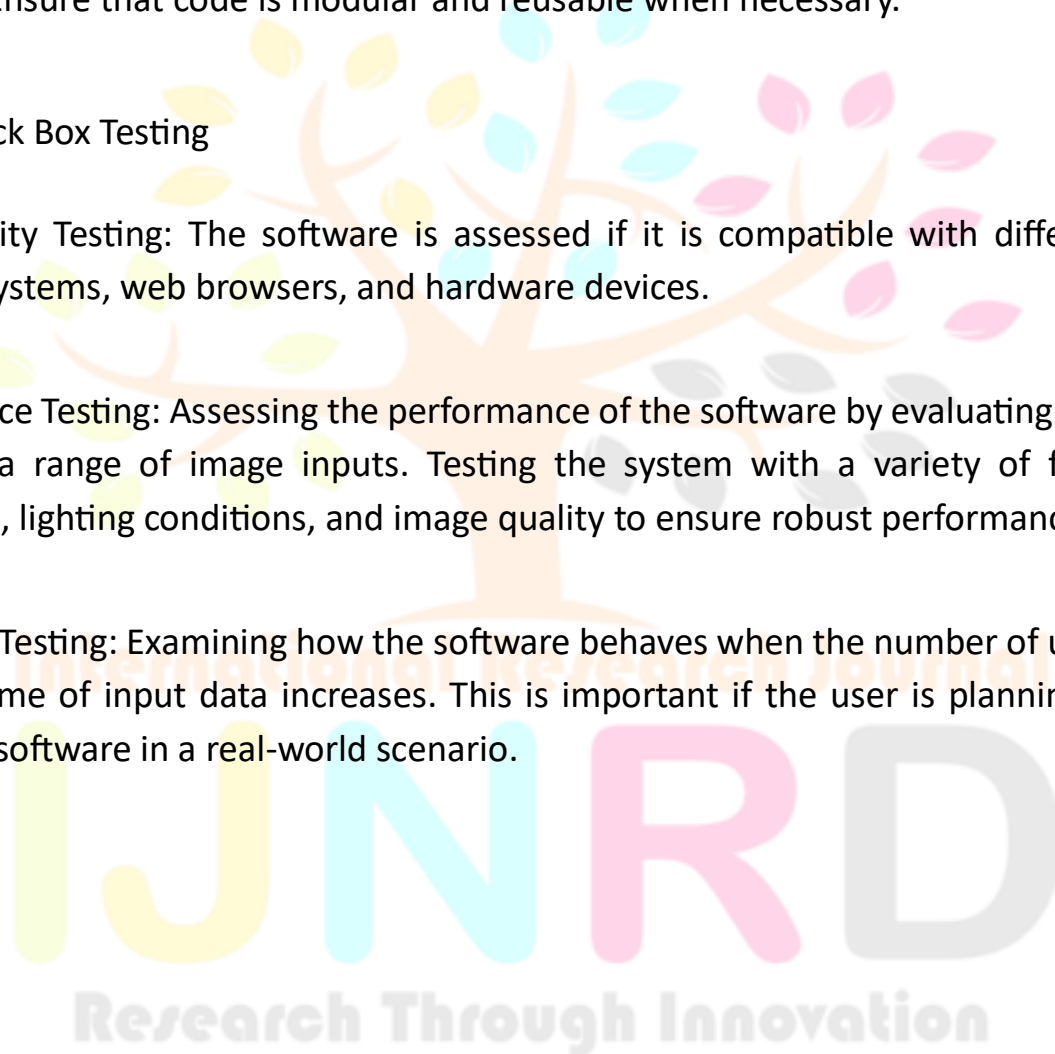 nsure that code is modular and reusable when necessary.
ck Box Testing
ity Testing: The software is assessed if it is compatible with diffe
ystems, web browsers, and hardware devices.
ce Testing: Assessing the performance of the software by evaluating
a range of image inputs. Testing the system with a variety of f
, lighting conditions, and image quality to ensure robust performanc
Testing: Examining how the software behaves when the number of u
me of input data increases. This is important if the user is plannin
software in a real-world scenario.
International Research Journal
IJNRD
Research Through Innovation